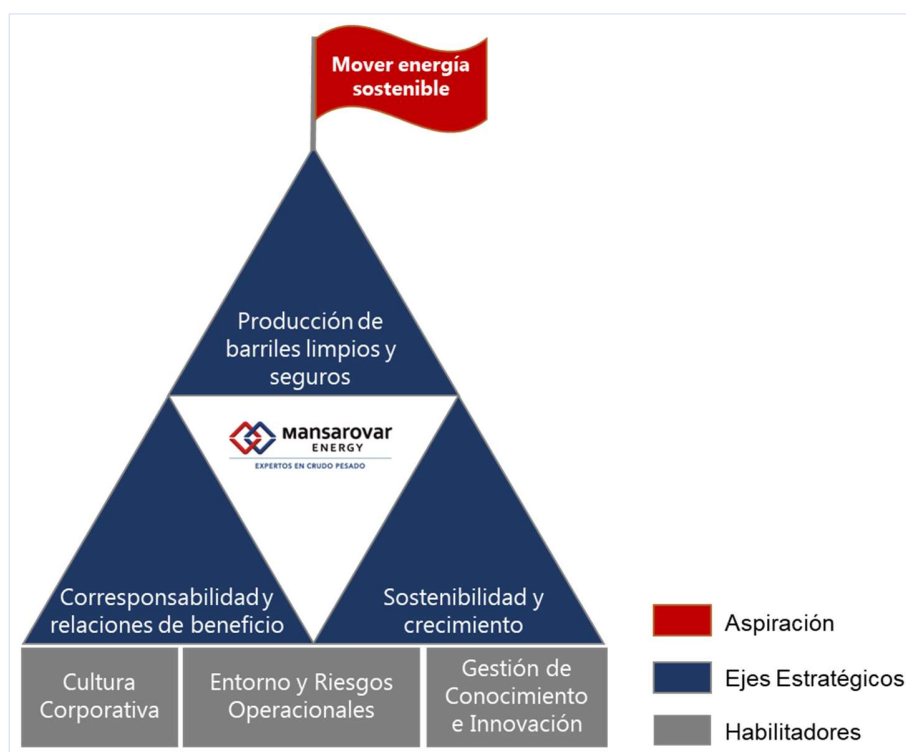 Mover energía
sostenible
Producción de
barriles limpios y
seguros
mansarovar
ENERGY
EXPERTOS EN CRUDO PESADO
Corresponsabilidad y
relaciones de beneficio
Sostenibilidad y
crecimiento
Cultura
Corporativa
Entorno y Riesgos
Operacionales
Gestión de
Conocimiento
e Innovación
Aspiración
Ejes Estratégicos
Habilitadores